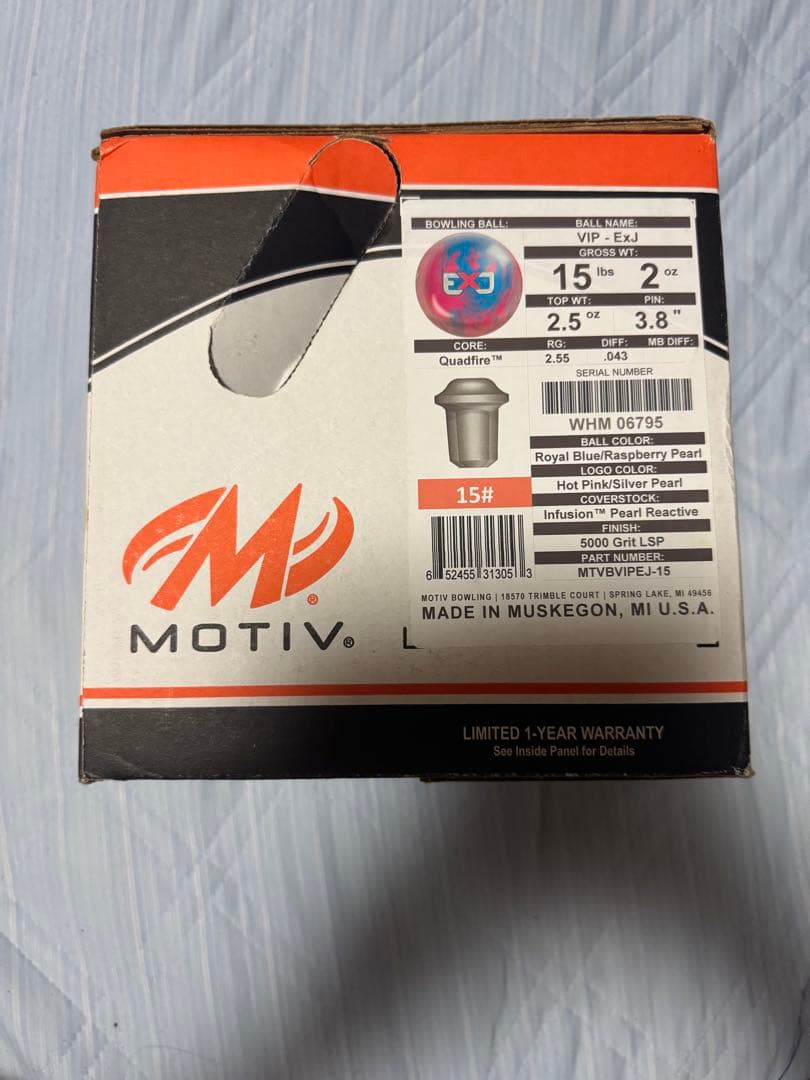 BOWLING BALL:
EXJ
BALL NAME:
VIP - ExJ
GROSS WT:
15 lbs 2 oz
TOP WT: PIN:
2.5 oz 3.8 "
CORE: RG: DIFF: MB DIFF:
Quadfire™ 2.55 .043
SERIAL NUMBER
WHM 06795
BALL COLOR:
Royal Blue/Raspberry Pearl
LOGO COLOR:
Hot Pink/Silver Pearl
COVERSTOCK:
Infusion™ Pearl Reactive
FINISH:
5000 Grit LSP
PART NUMBER:
MTVBVIPEJ-15
15#
6 52455 31305 3
MOTIV BOWLING | 18570 TRIMBLE COURT | SPRING LAKE, MI 49456
MADE IN MUSKEGON, MI U.S.A.
M®
MOTIV®
LIMITED 1-YEAR WARRANTY
See Inside Panel for Details